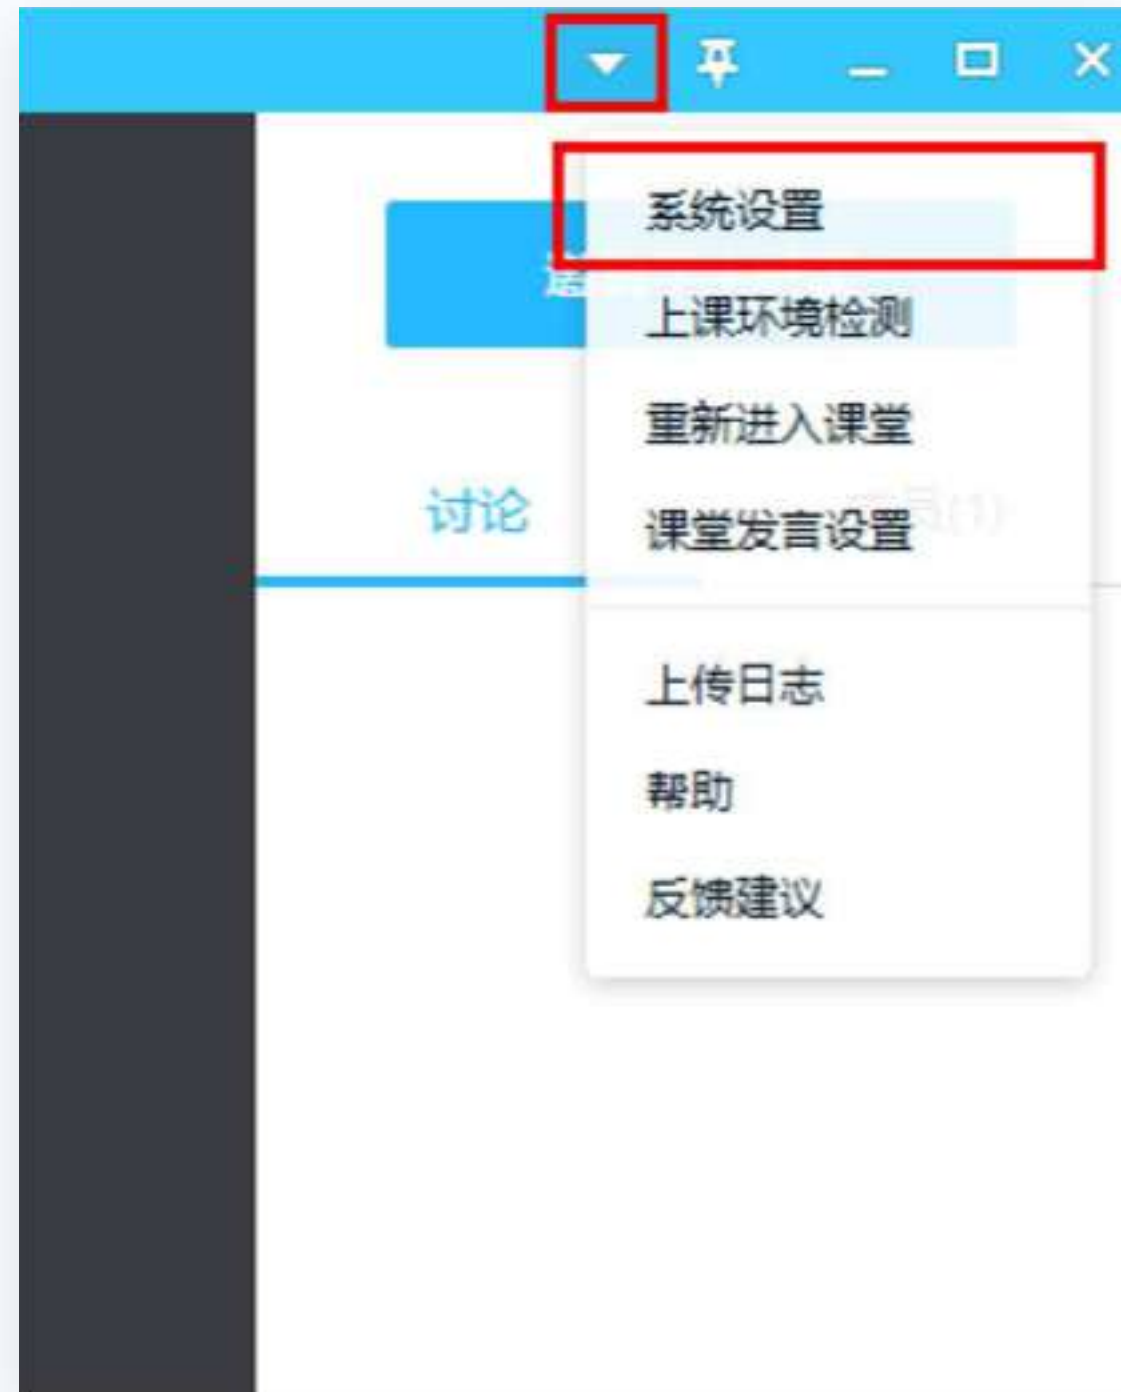 系统设置
上课环境检测
重新进入课堂
讨论
课堂发言设置
上传日志
帮助
反馈建议